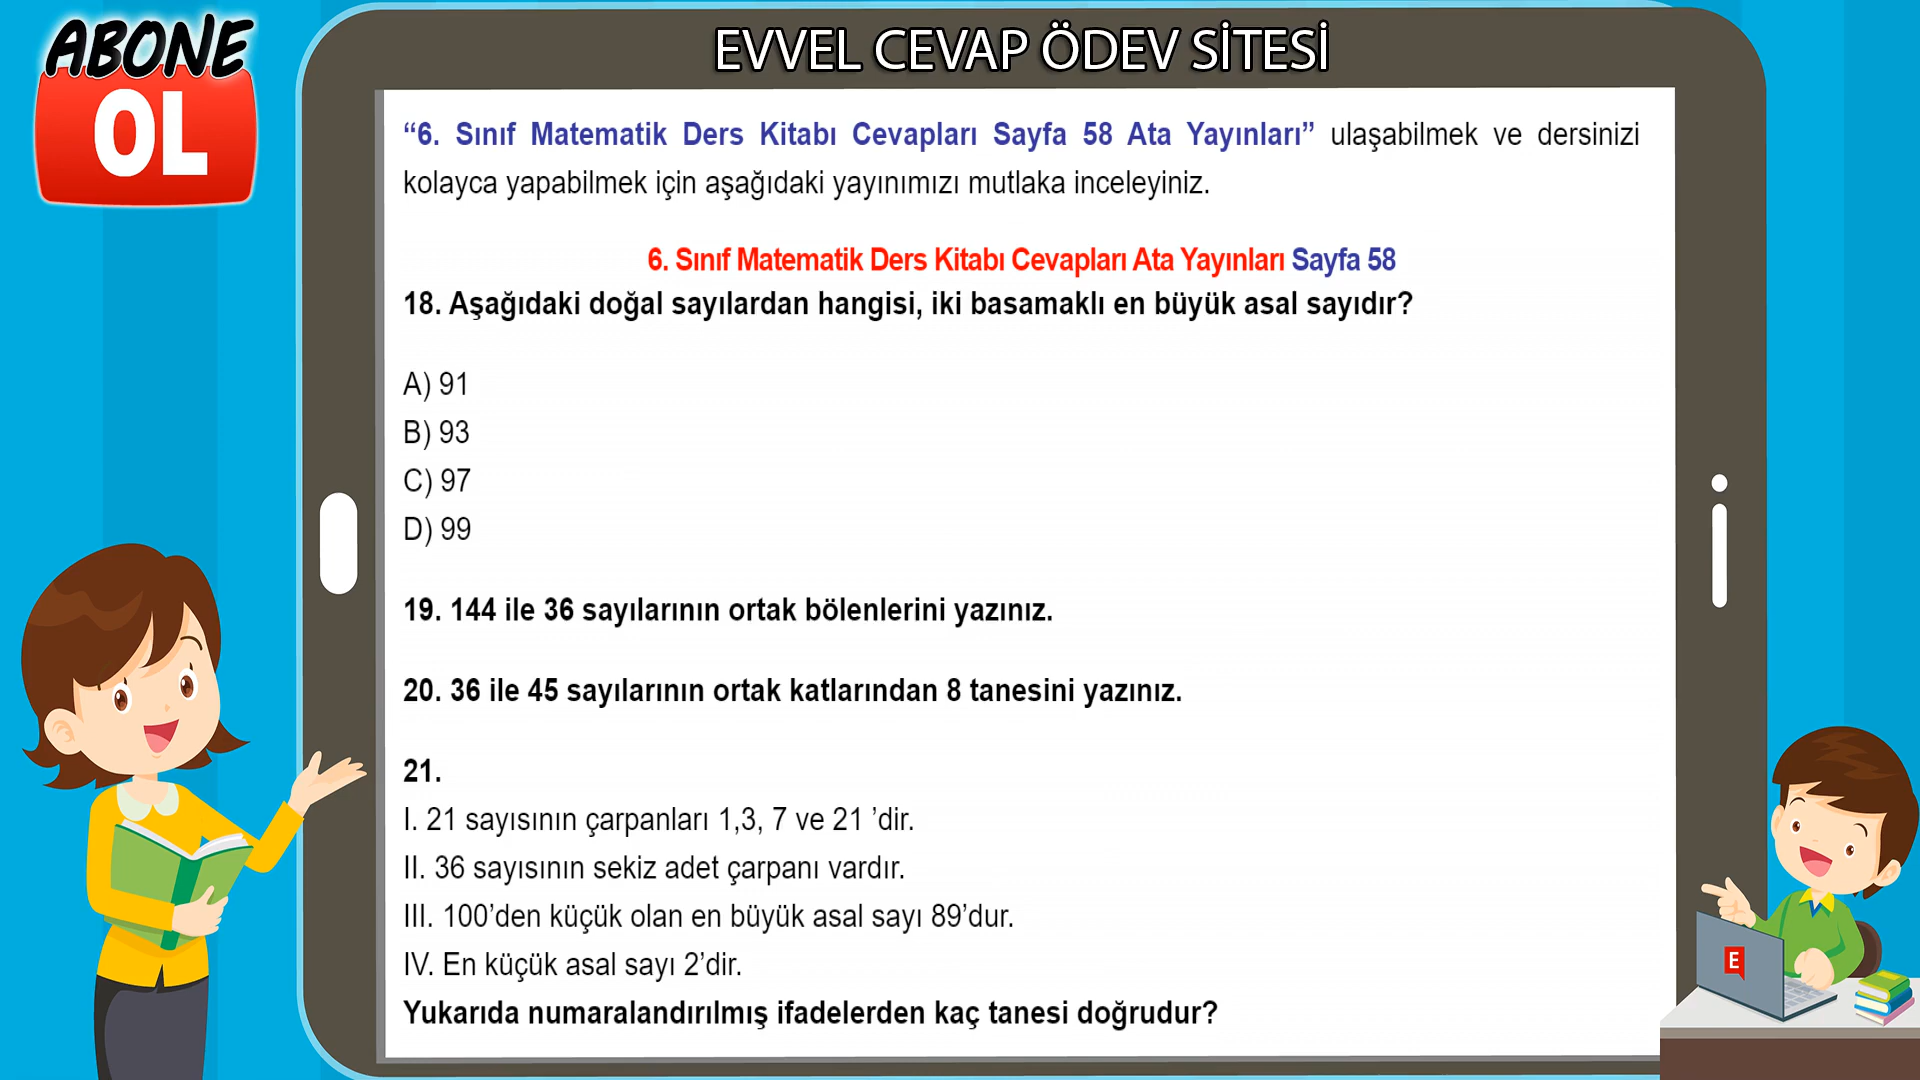 ABONE
OL
EVVEL CEVAP ÖDEV SİTESİ
“6. Sınıf Matematik Ders Kitabı Cevapları Sayfa 58 Ata Yayınları” ulaşabilmek ve dersinizi
kolayca yapabilmek için aşağıdaki yayınımızı mutlaka inceleyiniz.
6. Sınıf Matematik Ders Kitabı Cevapları Ata Yayınları Sayfa 58
18. Aşağıdaki doğal sayılardan hangisi, iki basamaklı en büyük asal sayıdır?
A) 91
B) 93
C) 97
D) 99
19. 144 ile 36 sayılarının ortak bölenlerini yazınız.
20. 36 ile 45 sayılarının ortak katlarından 8 tanesini yazınız.
21.
I. 21 sayısının çarpanları 1,3, 7 ve 21 ’dir.
II. 36 sayısının sekiz adet çarpanı vardır.
III. 100’den küçük olan en büyük asal sayı 89’dur.
IV. En küçük asal sayı 2’dir.
Yukarıda numaralandırılmış ifadelerden kaç tanesi doğrudur?
E